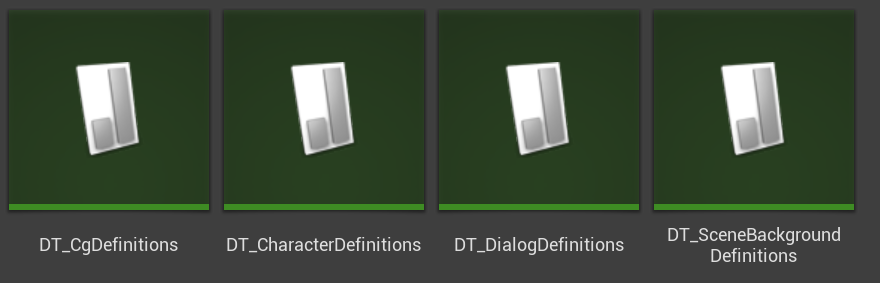 DT_CgDefinitions
DT_CharacterDefinitions
DT_DialogDefinitions
DT_SceneBackground
Definitions